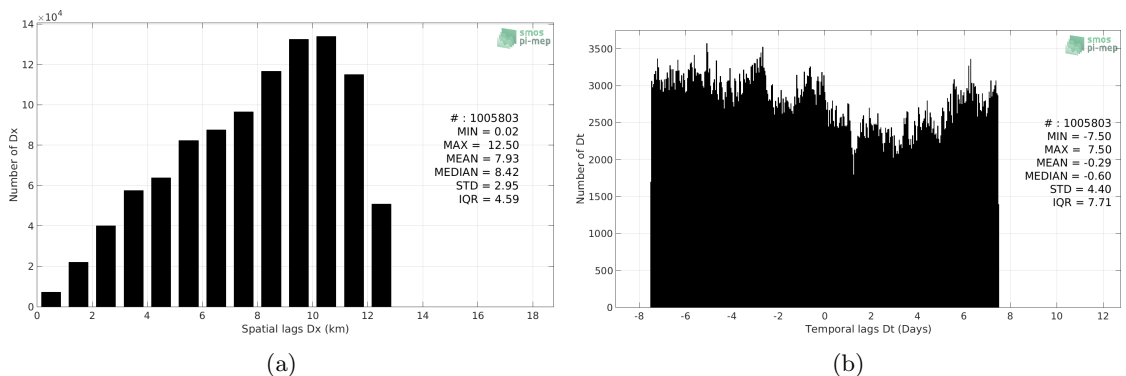 ×10⁴
14
12
10
8
6
4
2
0
Number of Dx
smos
pi-mep
# : 1005803
MIN = 0.02
MAX = 12.50
MEAN = 7.93
MEDIAN = 8.42
STD = 2.95
IQR = 4.59
0 2 4 6 8 10 12 14 16 18
Spatial lags Dx (km)
(a)
3500
3000
2500
2000
1500
1000
500
0
Number of Dt
smos
pi-mep
# : 1005803
MIN = -7.50
MAX = 7.50
MEAN = -0.29
MEDIAN = -0.60
STD = 4.40
IQR = 7.71
-8 -6 -4 -2 0 2 4 6 8 10 12
Temporal lags Dt (Days)
(b)